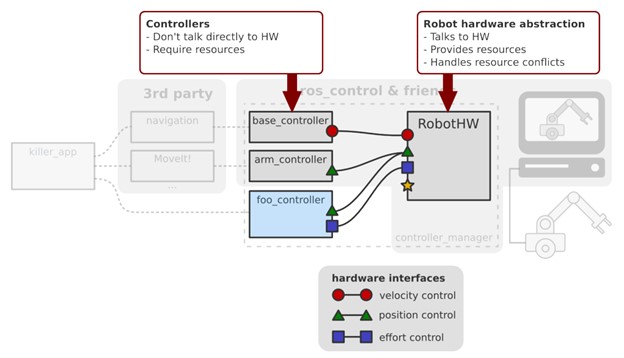 Controllers
- Don't talk directly to HW
- Require resources
Robot hardware abstraction
- Talks to HW
- Provides resources
- Handles resource conflicts
3rd party
ros_control & friend
navigation
MoveIt!
...
killer_app
base_controller
arm_controller
foo_controller
RobotHW
controller_manager
hardware interfaces
velocity control
position control
effort control